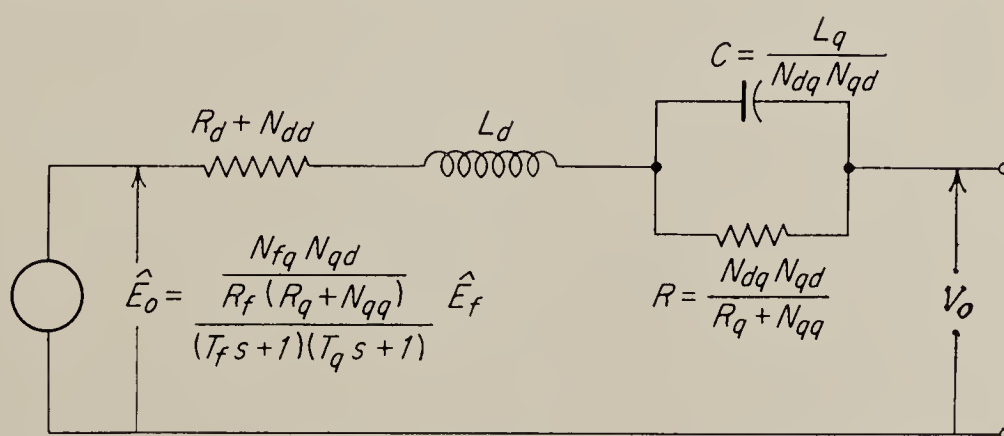 C = L_q / N_dq N_qd
R_d + N_dd
L_d
Ê_o = (N_fq N_qd / R_f (R_q + N_qq)) / ((T_f s + 1)(T_q s + 1)) Ê_f
R = N_dq N_qd / R_q + N_qq
V_o